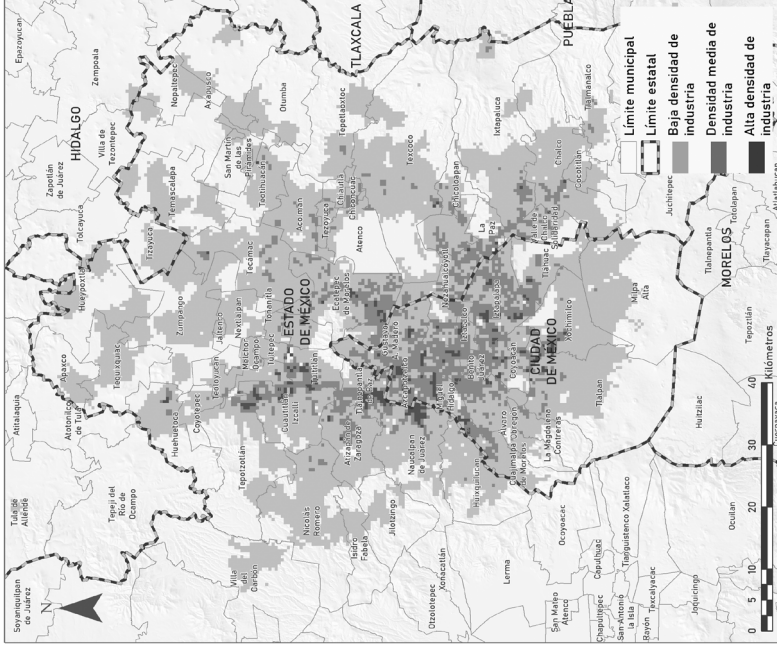 Soyaniquilpan
de Juárez
Tula de
Allende
Atitalaquia
Tepeji del
Río de
Ocampo
Atotonilco
de Tula
Apaxco
Hueypoxtla
Tolcayuca
Zapotlán
de Juárez
Villa de
Tezontepec
HIDALGO
Zempoala
Epazoyucan
Huehuetoca
Coyotepec
Tequixquiac
Zumpango
Tizayuca
Temascalapa
Nopaltepec
Axapusco
Otumba
San Martín
de las
Pirámides
Teotihuacán
Tepotzotlán
Teoloyucan
Jaltenco
Nextlalpan
Melchor
Ocampo
Tultepec
Tonanitla
Tecámac
Acolman
Tezoyuca
Chiautla
Chiconcuac
Tepetlaoxtoc
TLAXCALA
Villa
del
Carbón
Nicolás
Romero
Cuautitlán
Izcalli
Tultitlán
ESTADO
DE MÉXICO
Ecatepec
de Morelos
Atenco
Texcoco
Isidro
Fabela
Jilotzingo
Atizapán de
Zaragoza
Tlalnepantla
de Baz
Gustavo
A. Madero
Naucalpan
de Juárez
Azcapotzalco
Miguel
Hidalgo
Nezahualcóyotl
Chicoloapan
La
Paz
Ixtapaluca
PUEBLA
Otzolotepec
Xonacatlán
Lerma
Huixquilucan
Cuajimalpa
de Morelos
Álvaro
Obregón
Benito
Juárez
Iztacalco
Iztapalapa
Coyoacán
CIUDAD
DE MÉXICO
La Magdalena
Contreras
Tlalpan
Xochimilco
Tláhuac
Valle de
Chalco
Solidaridad
Chalco
Cocotitlán
Tlalmanalco
Milpa
Alta
Juchitepec
San Mateo
Atenco
Ocoyoacac
Capulhuac
Tianguistenco
Xalatlaco
Chapultepec
San Antonio
la Isla
Rayón
Texcalyacac
Joquicingo
Ocuilan
Huitzilac
Tepoztlán
MORELOS
Tlalnepantla
Totolapan
Tlayacapan
Atlatlahucan
Límite municipal
Límite estatal
Baja densidad de
industria
Densidad media de
industria
Alta densidad de
industria
N
0 5 10 20 30 40
Kilómetros